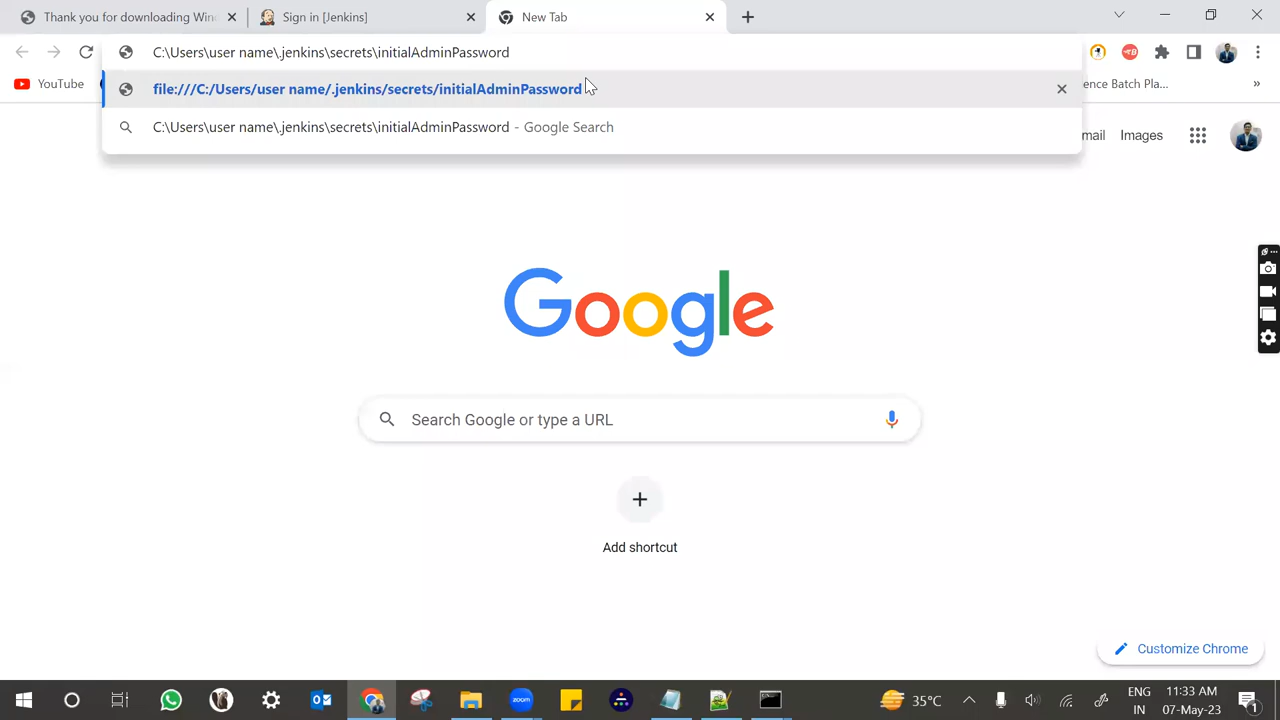 Thank you for downloading Win
Sign in [Jenkins]
New Tab
C:\Users\user name\.jenkins\secrets\initialAdminPassword
YouTube
file:///C:/Users/user name/.jenkins/secrets/initialAdminPassword
ence Batch Pla...
»
C:\Users\user name\.jenkins\secrets\initialAdminPassword - Google Search
mail
Images
Google
Search Google or type a URL
Add shortcut
Customize Chrome
zoom
35°C
ENG
IN
11:33 AM
07-May-23
1